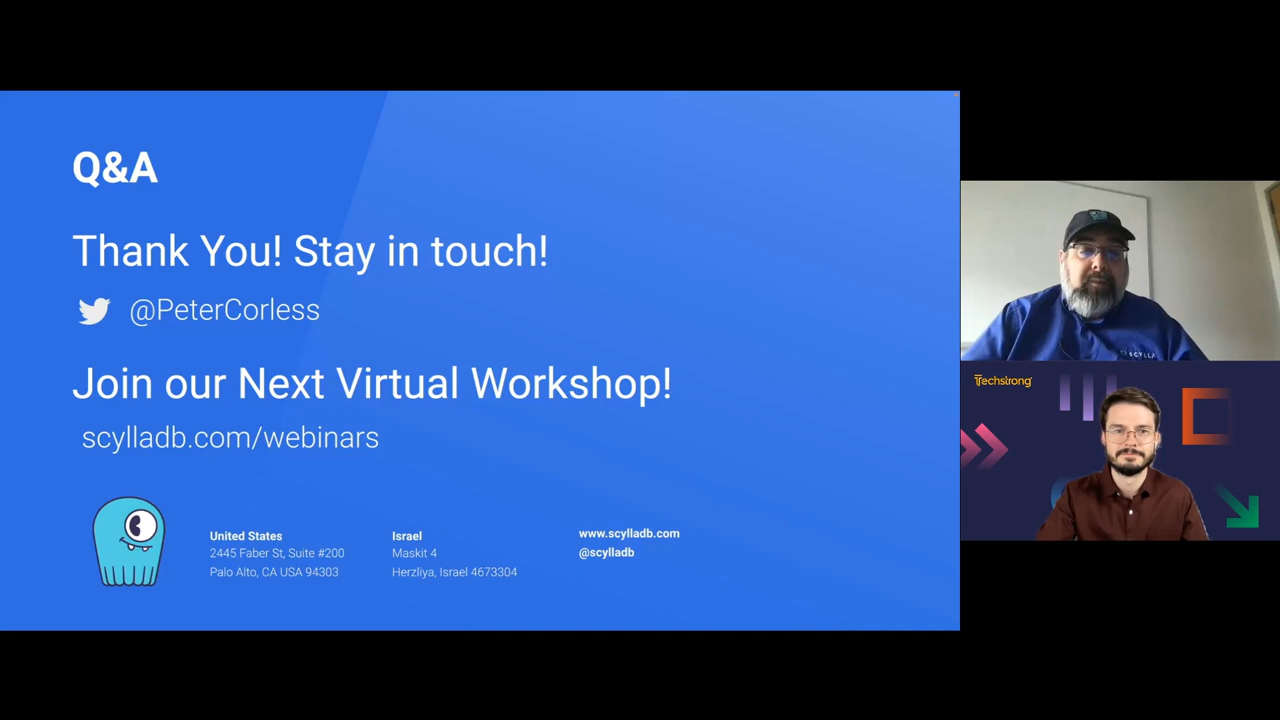 Q&A
Thank You! Stay in touch!
@PeterCorless
Join our Next Virtual Workshop!
scylladb.com/webinars
United States
2445 Faber St, Suite #200
Palo Alto, CA USA 94303
Israel
Maskit 4
Herzliya, Israel 4673304
www.scylladb.com
@scylladb
SCYLLA
Techstrong